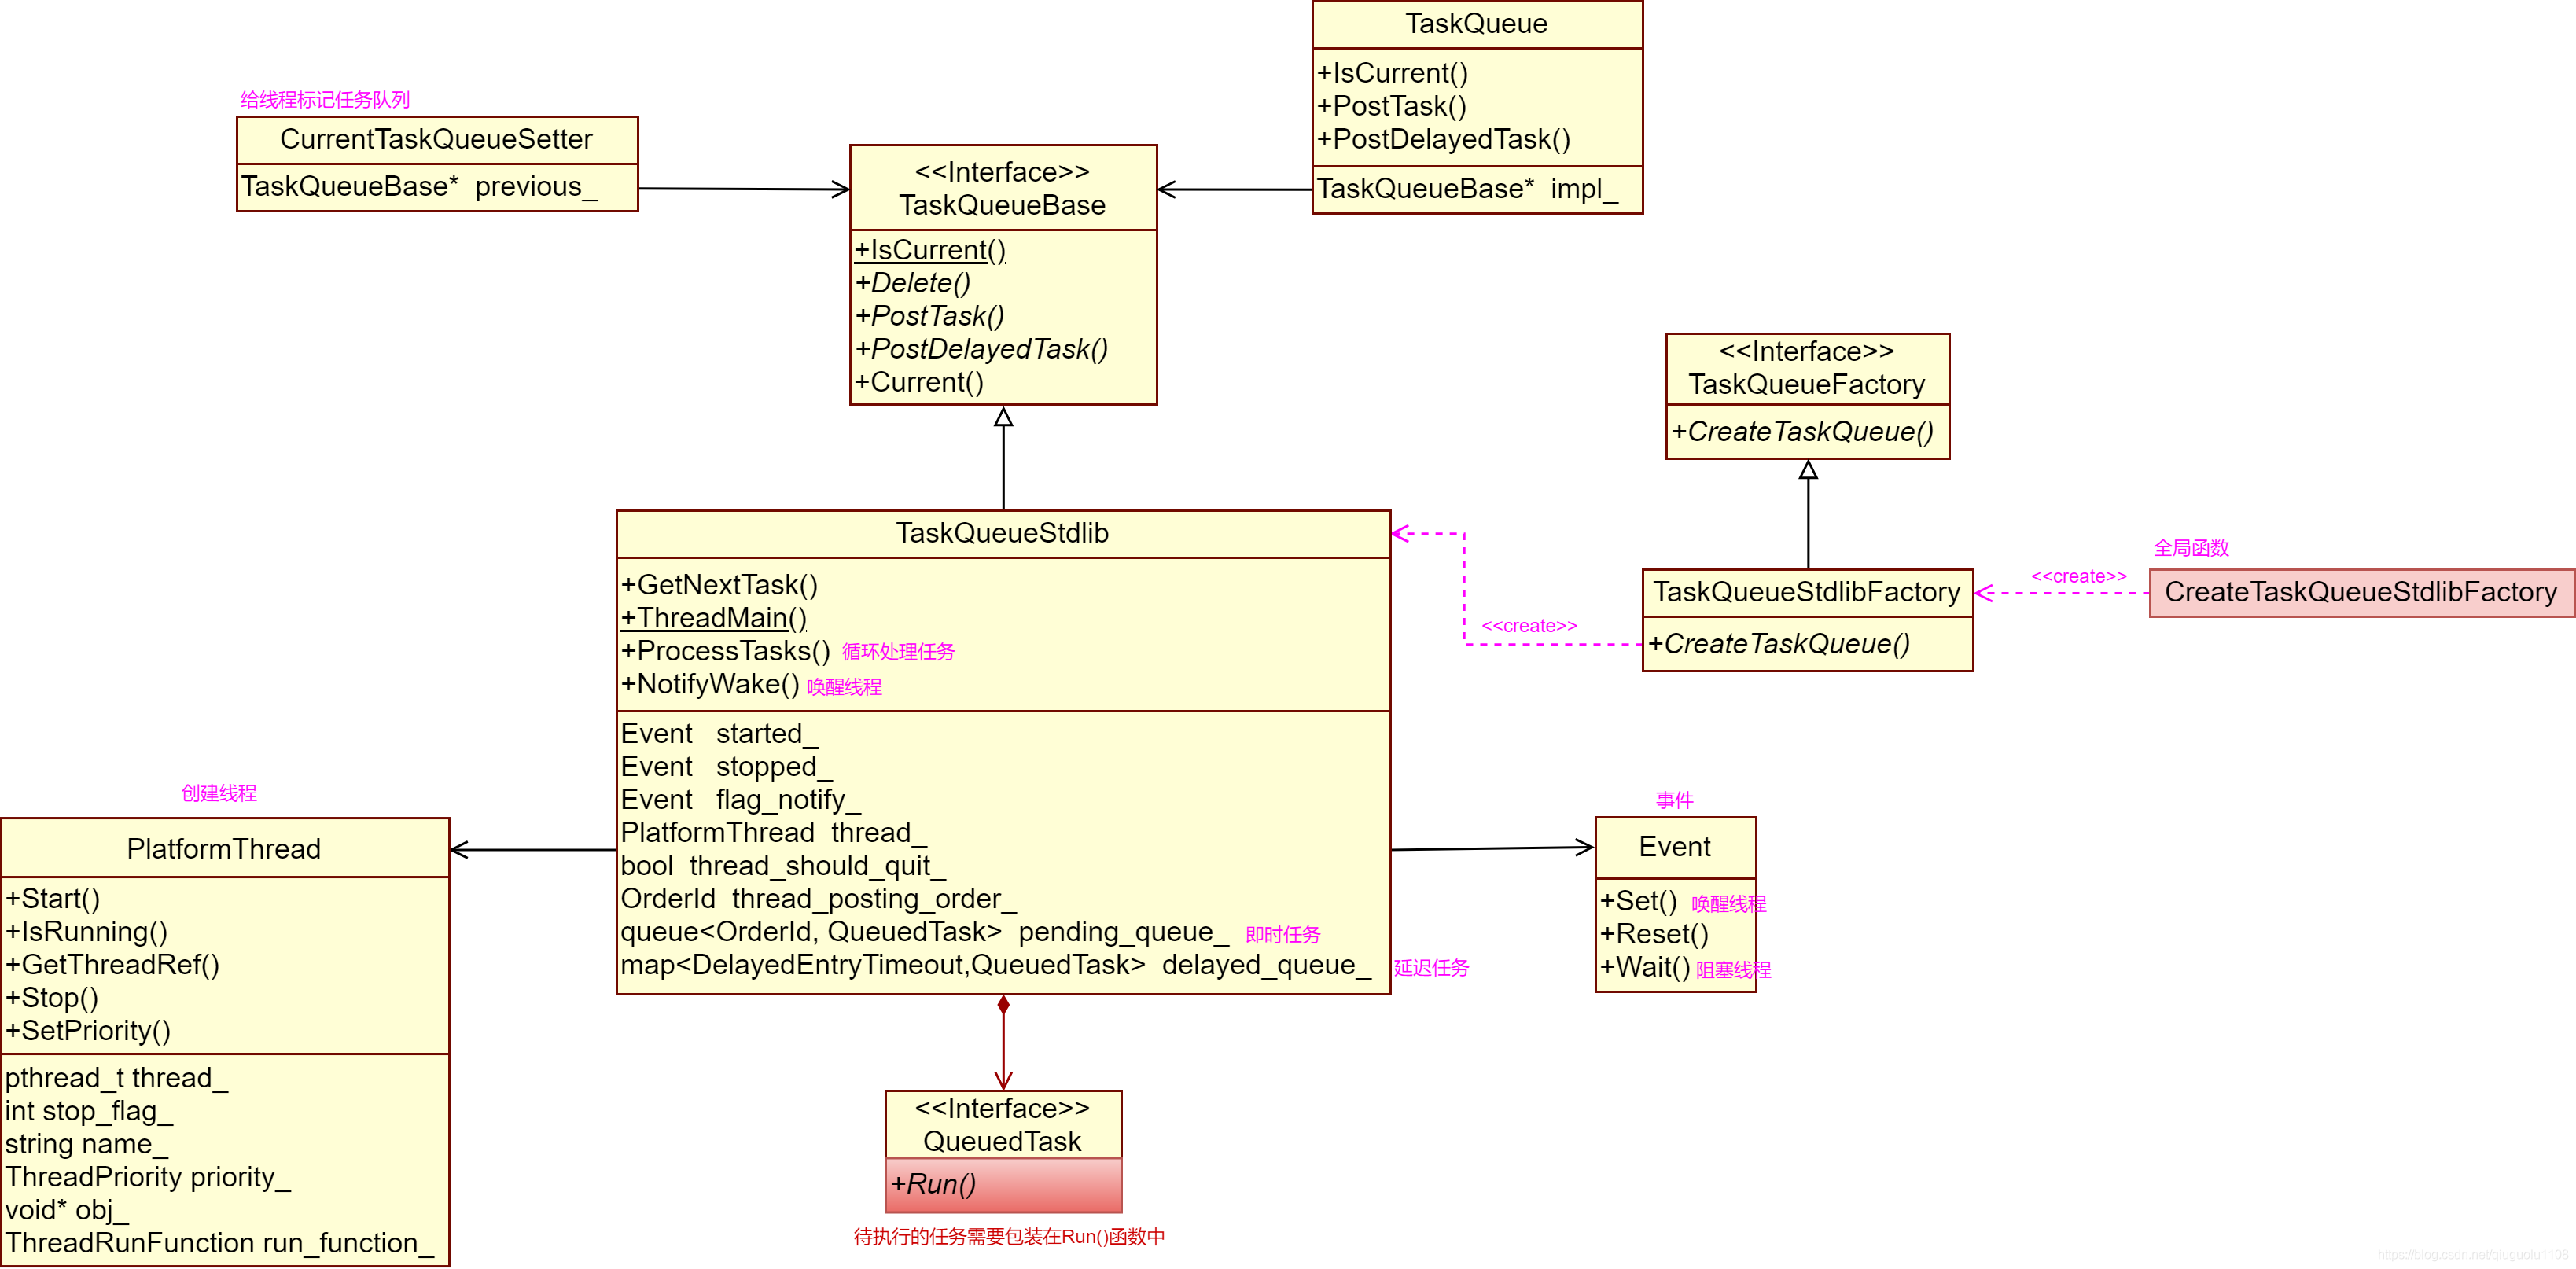 TaskQueue
+IsCurrent()
+PostTask()
+PostDelayedTask()
TaskQueueBase*  impl_
给线程标记任务队列
CurrentTaskQueueSetter
TaskQueueBase*  previous_
<<Interface>>
TaskQueueBase
+IsCurrent()
+Delete()
+PostTask()
+PostDelayedTask()
+Current()
<<Interface>>
TaskQueueFactory
+CreateTaskQueue()
TaskQueueStdlibFactory
+CreateTaskQueue()
<<create>>
全局函数
CreateTaskQueueStdlibFactory
<<create>>
TaskQueueStdlib
+GetNextTask()
+ThreadMain()
+ProcessTasks() 循环处理任务
+NotifyWake() 唤醒线程
Event   started_
Event   stopped_
Event   flag_notify_
PlatformThread  thread_
bool  thread_should_quit_
OrderId  thread_posting_order_
queue<OrderId, QueuedTask>  pending_queue_ 即时任务
map<DelayedEntryTimeout,QueuedTask>  delayed_queue_ 延迟任务
创建线程
PlatformThread
+Start()
+IsRunning()
+GetThreadRef()
+Stop()
+SetPriority()
pthread_t thread_
int stop_flag_
string name_
ThreadPriority priority_
void* obj_
ThreadRunFunction run_function_
事件
Event
+Set() 唤醒线程
+Reset()
+Wait() 阻塞线程
<<Interface>>
QueuedTask
+Run()
待执行的任务需要包装在Run()函数中
https://blog.csdn.net/qiuguolu1108